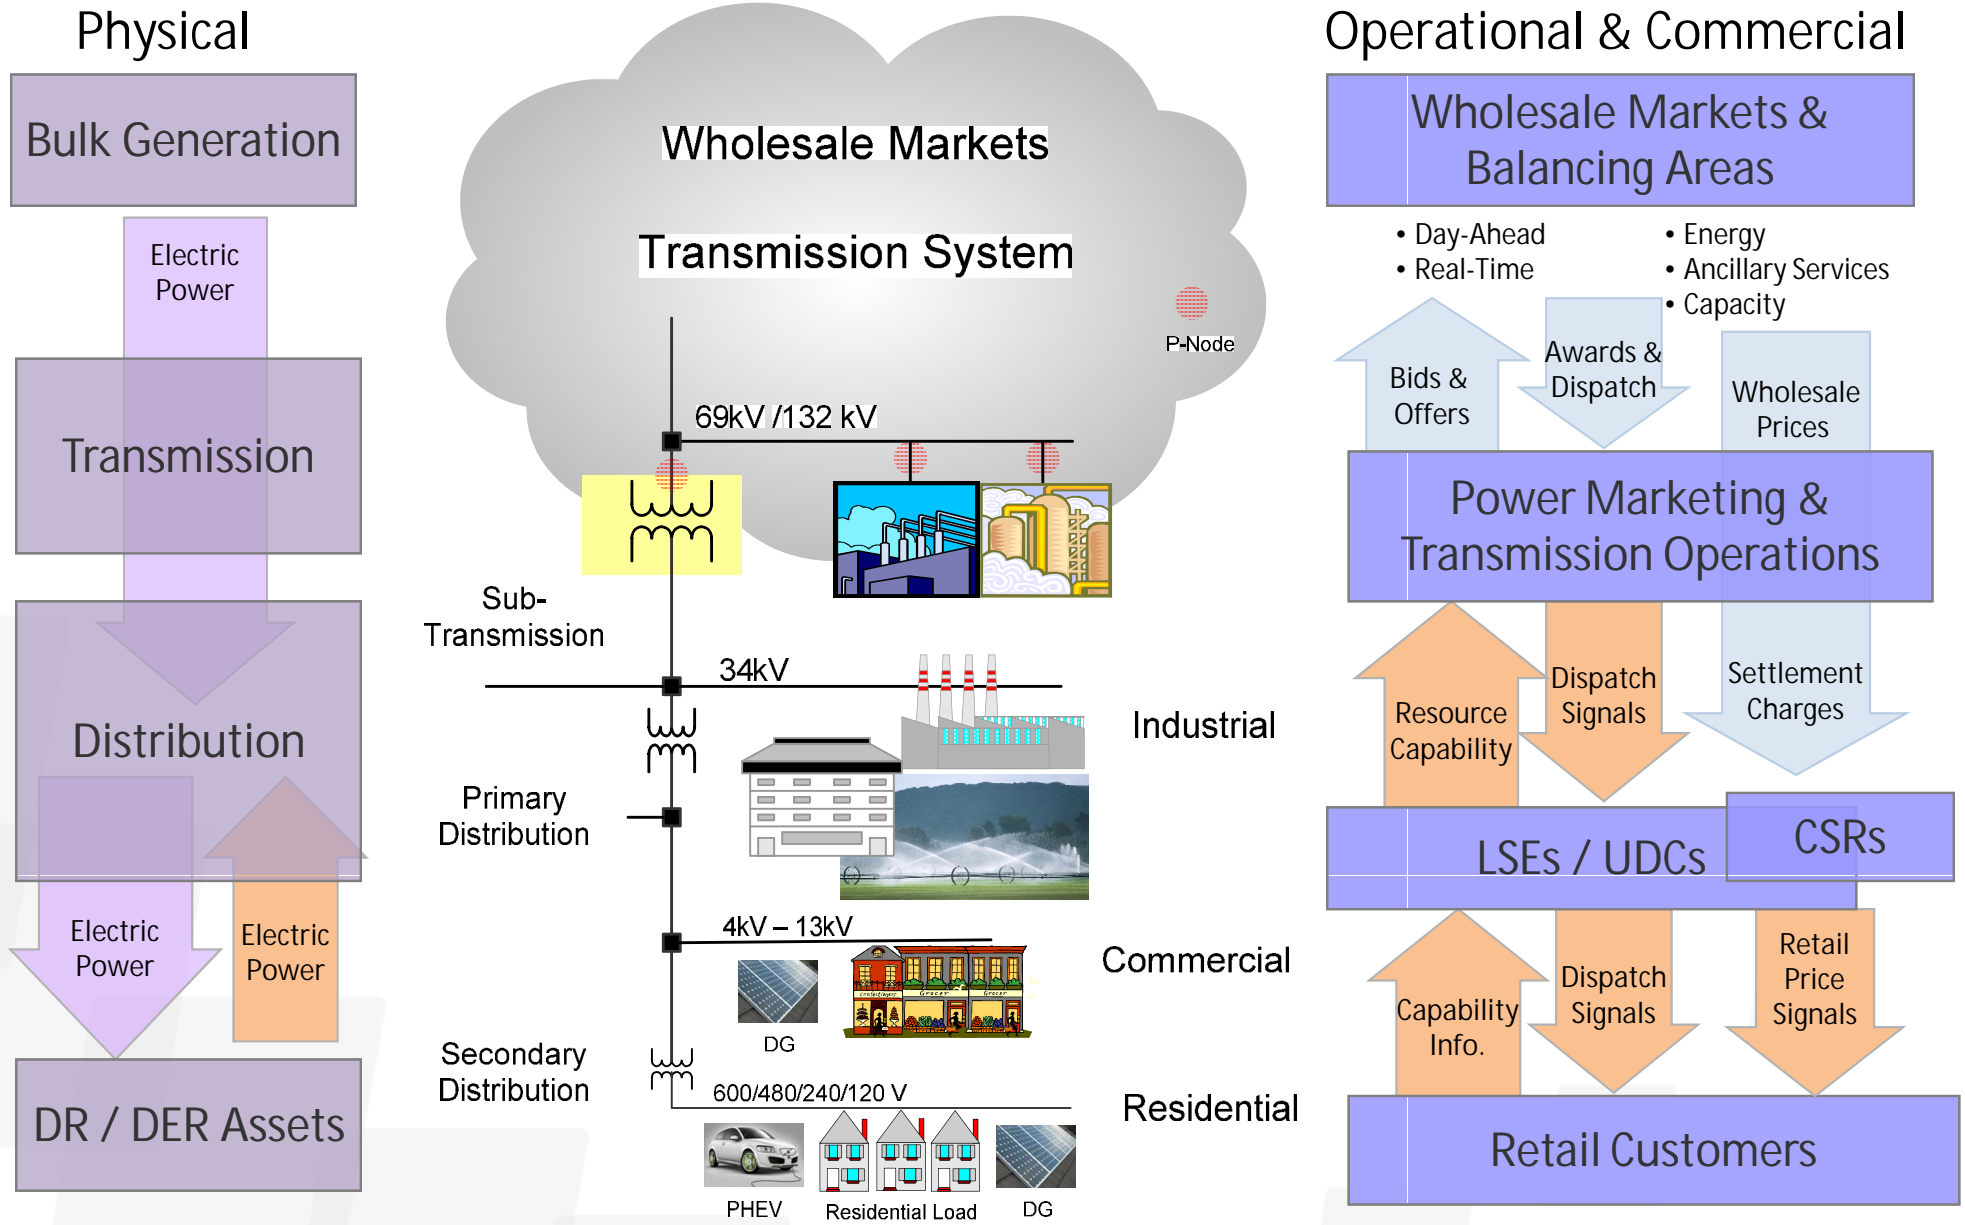 Physical
Bulk Generation
Electric
Power
Transmission
Distribution
Electric
Power
Electric
Power
DR / DER Assets
Wholesale Markets
Transmission System
P-Node
69kV /132 kV
Sub-
Transmission
34kV
Industrial
Primary
Distribution
4kV – 13kV
Commercial
Confectioners
Grocer
Grocer
DG
Secondary
Distribution
600/480/240/120 V
Residential
PHEV
Residential Load
DG
Operational & Commercial
Wholesale Markets &
Balancing Areas
• Day-Ahead
• Real-Time
• Energy
• Ancillary Services
• Capacity
Bids &
Offers
Awards &
Dispatch
Wholesale
Prices
Power Marketing &
Transmission Operations
Resource
Capability
Dispatch
Signals
Settlement
Charges
LSEs / UDCs
CSRs
Capability
Info.
Dispatch
Signals
Retail
Price
Signals
Retail Customers